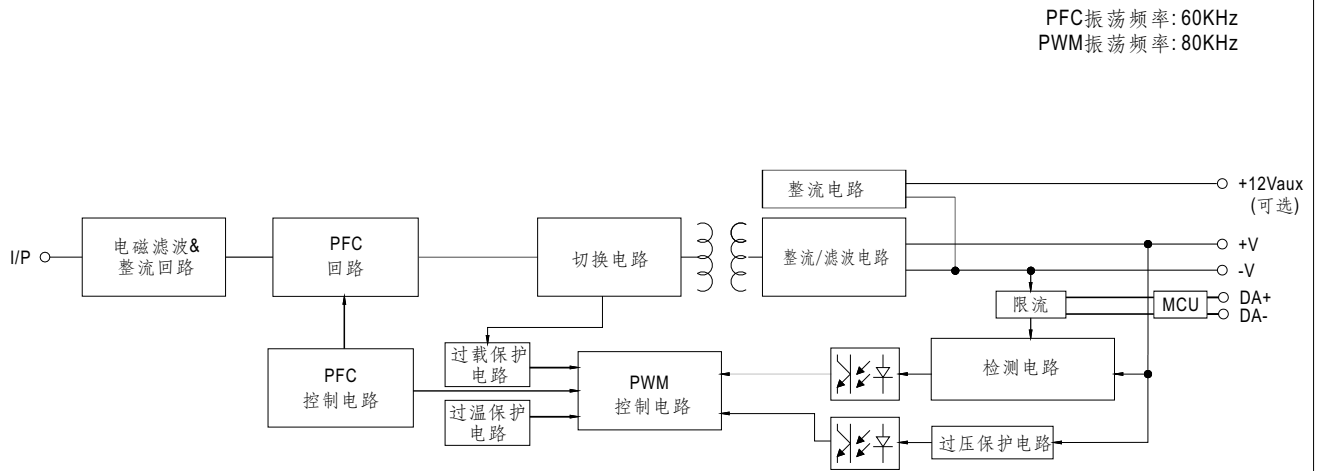 PFC振荡频率: 60KHz
PWM振荡频率: 80KHz
整流电路
+12Vaux
(可选)
I/P
电磁滤波&
整流回路
PFC
回路
切换电路
整流/滤波电路
+V
-V
限流
MCU
DA+
DA-
过载保护
电路
PFC
控制电路
PWM
控制电路
检测电路
过温保护
电路
过压保护电路